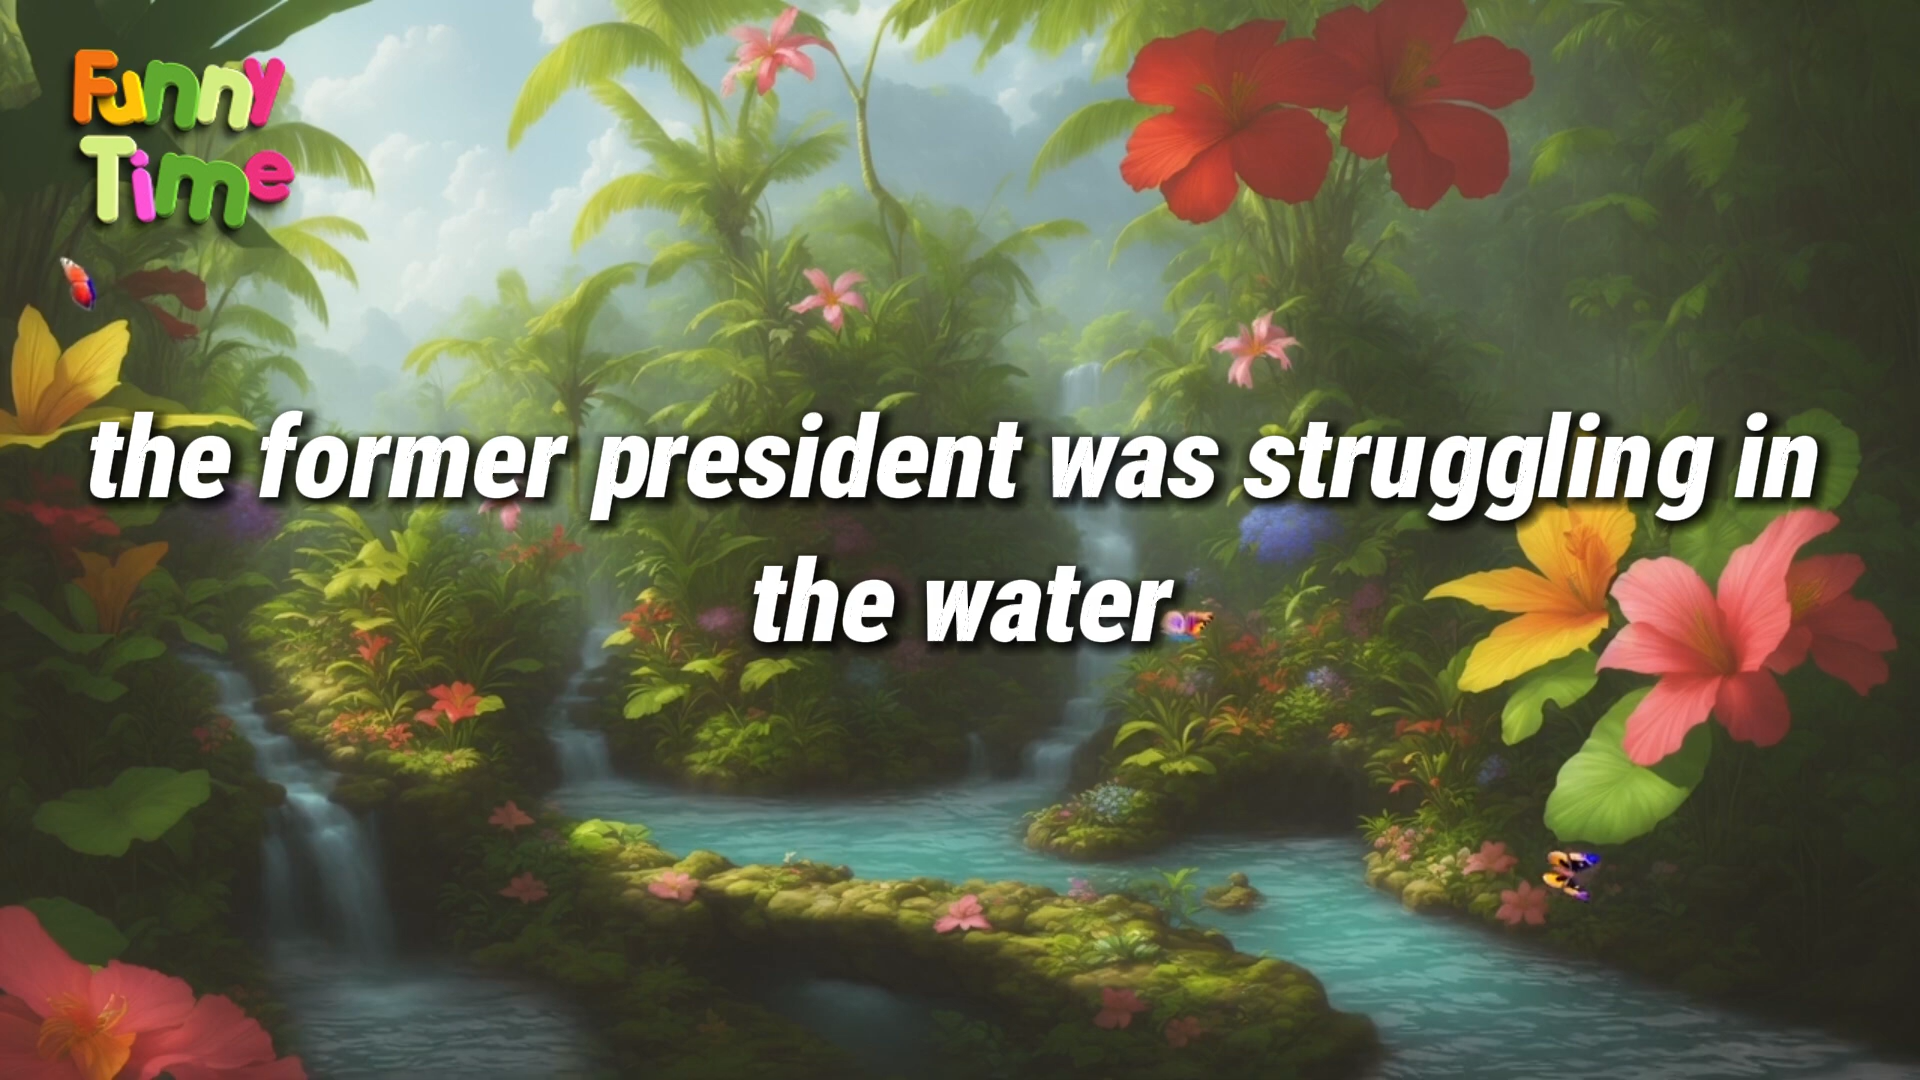 Funny
Time
the former president was struggling in
the water